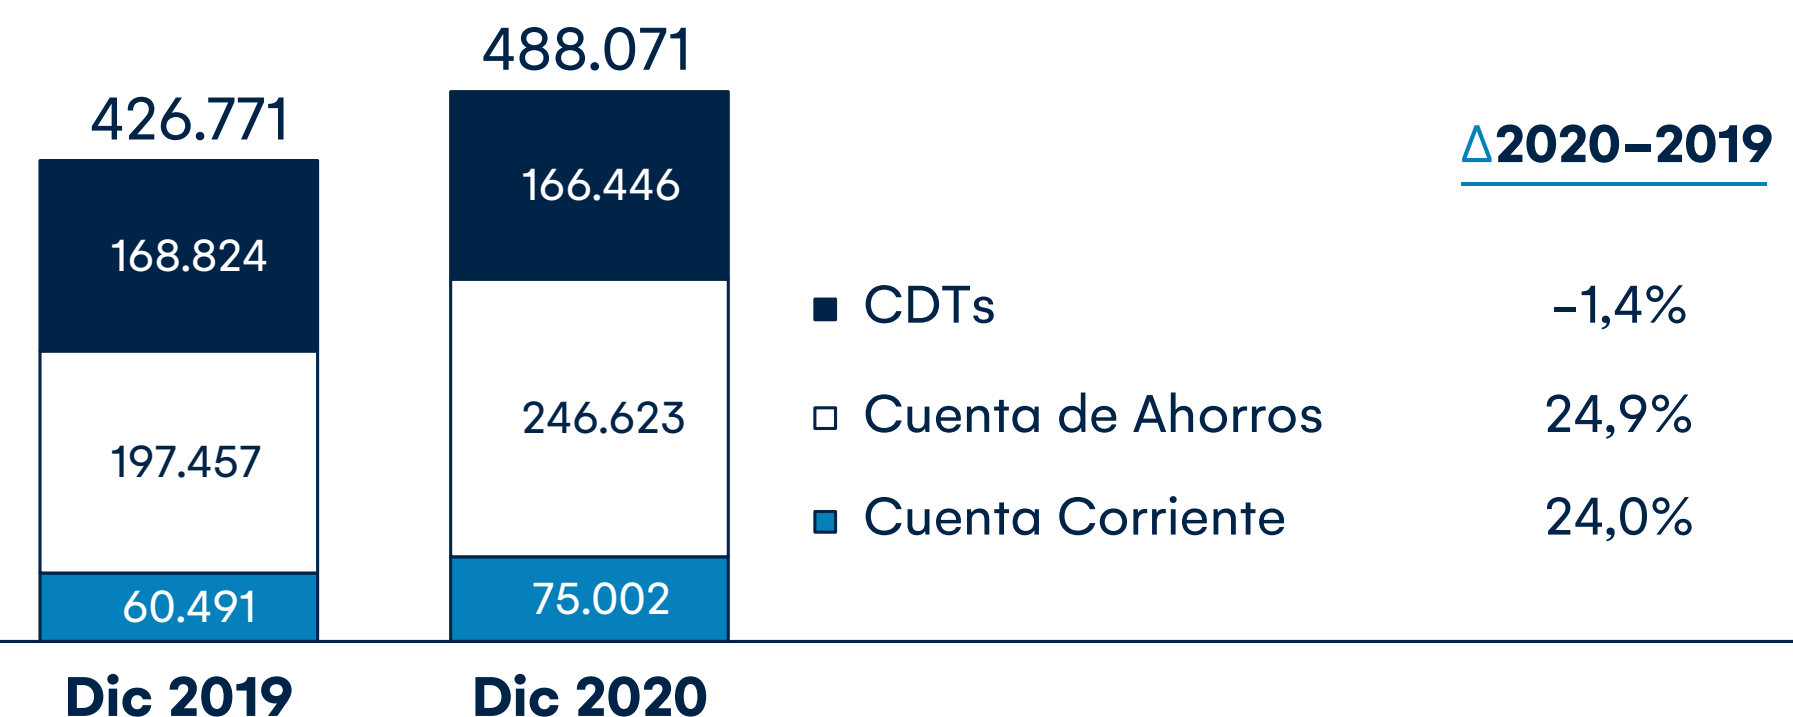 488.071
426.771
Δ2020–2019
166.446
168.824
CDTs –1,4%
246.623
Cuenta de Ahorros 24,9%
197.457
Cuenta Corriente 24,0%
75.002
60.491
Dic 2019 Dic 2020